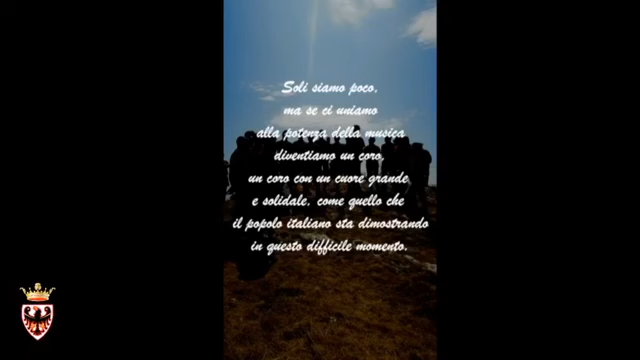 Soli siamo poco,
ma se ci uniamo
alla potenza della musica
diventiamo un coro,
un coro con un cuore grande
e solidale, come quello che
il popolo italiano sta dimostrando
in questo difficile momento.